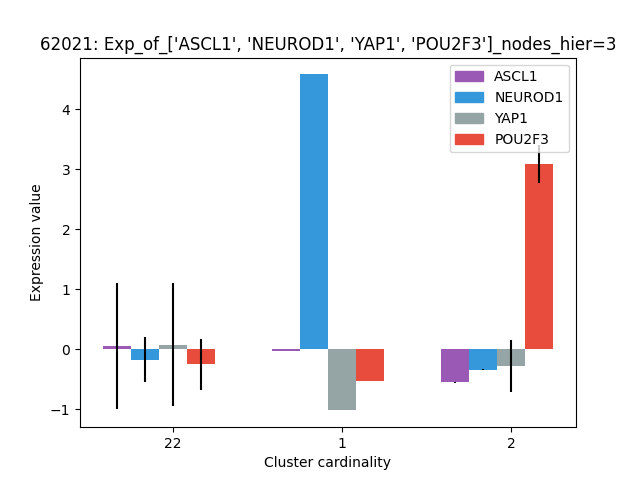 62021: Exp_of_['ASCL1', 'NEUROD1', 'YAP1', 'POU2F3']_nodes_hier=3
ASCL1
NEUROD1
YAP1
POU2F3
Expression value
4
3
2
1
0
−1
22
1
2
Cluster cardinality